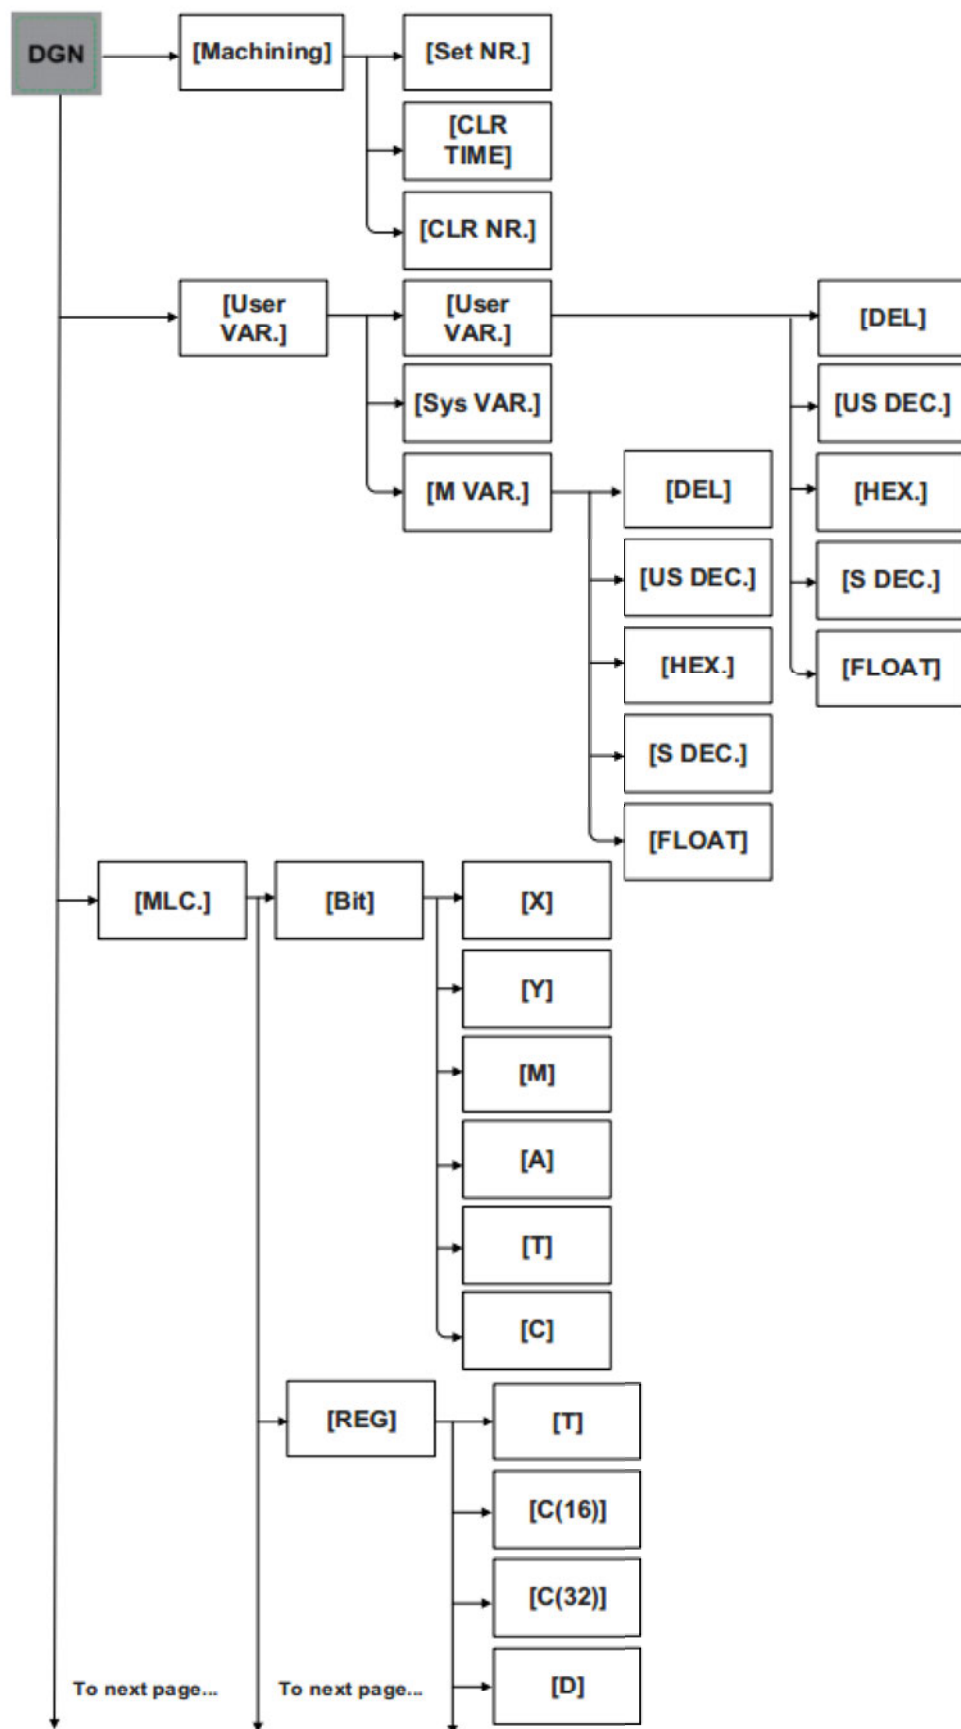 DGN
[Machining]
[Set NR.]
[CLR
TIME]
[CLR NR.]
[User
VAR.]
[User
VAR.]
[DEL]
[US DEC.]
[HEX.]
[S DEC.]
[FLOAT]
[Sys VAR.]
[M VAR.]
[DEL]
[US DEC.]
[HEX.]
[S DEC.]
[FLOAT]
[MLC.]
[Bit]
[X]
[Y]
[M]
[A]
[T]
[C]
[REG]
[T]
[C(16)]
[C(32)]
[D]
To next page...
To next page...